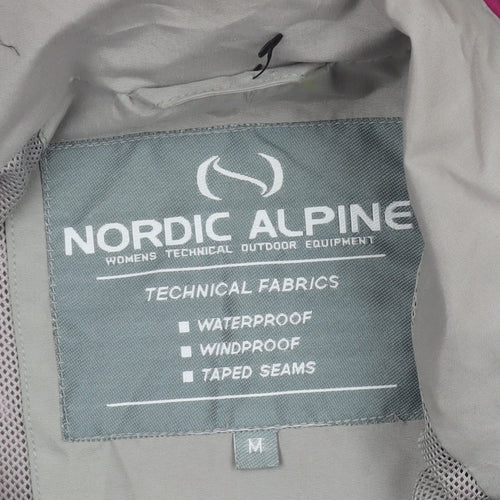 NORDIC ALPINE
WOMENS TECHNICAL OUTDOOR EQUIPMENT
TECHNICAL FABRICS
WATERPROOF
WINDPROOF
TAPED SEAMS
M